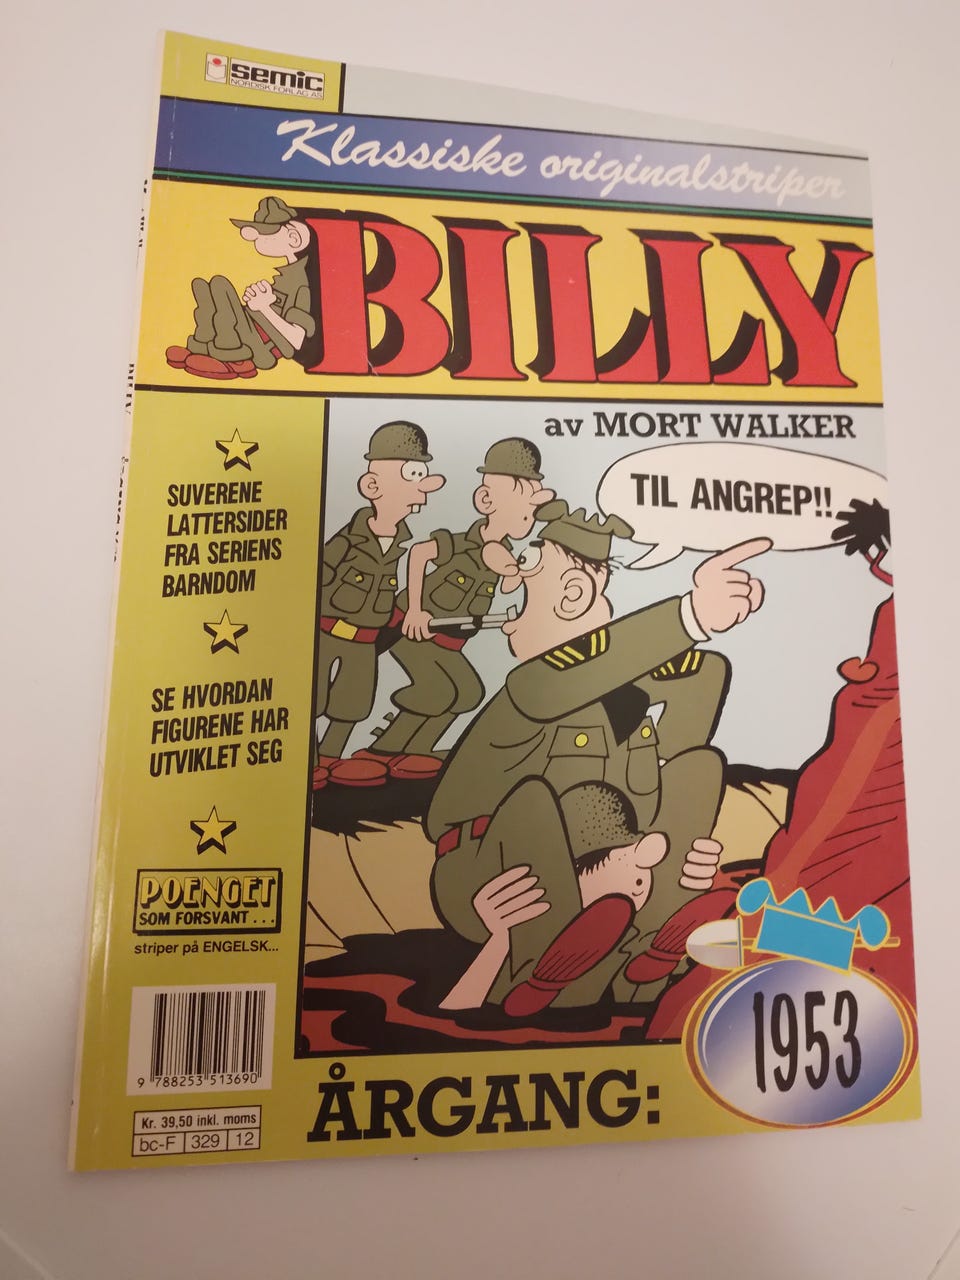 semic
NORDISK FORLAG AS
Klassiske originalstriper
BILLY
av MORT WALKER
TIL ANGREP!!
SUVERENE
LATTERSIDER
FRA SERIENS
BARNDOM
SE HVORDAN
FIGURENE HAR
UTVIKLET SEG
POENGET
SOM FORSVANT...
striper på ENGELSK...
9 788253 513690
Kr. 39,50 inkl. moms
bc-F 329 12
ÅRGANG:
1953